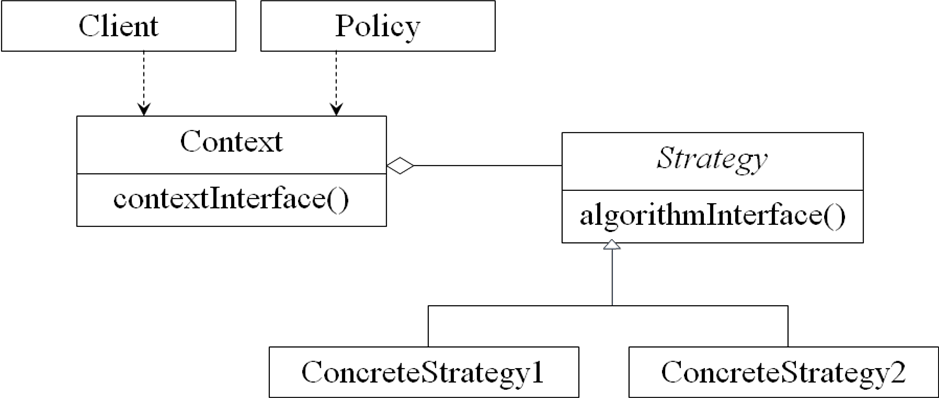 Client
Policy
Context
contextInterface()
Strategy
algorithmInterface()
ConcreteStrategy1
ConcreteStrategy2